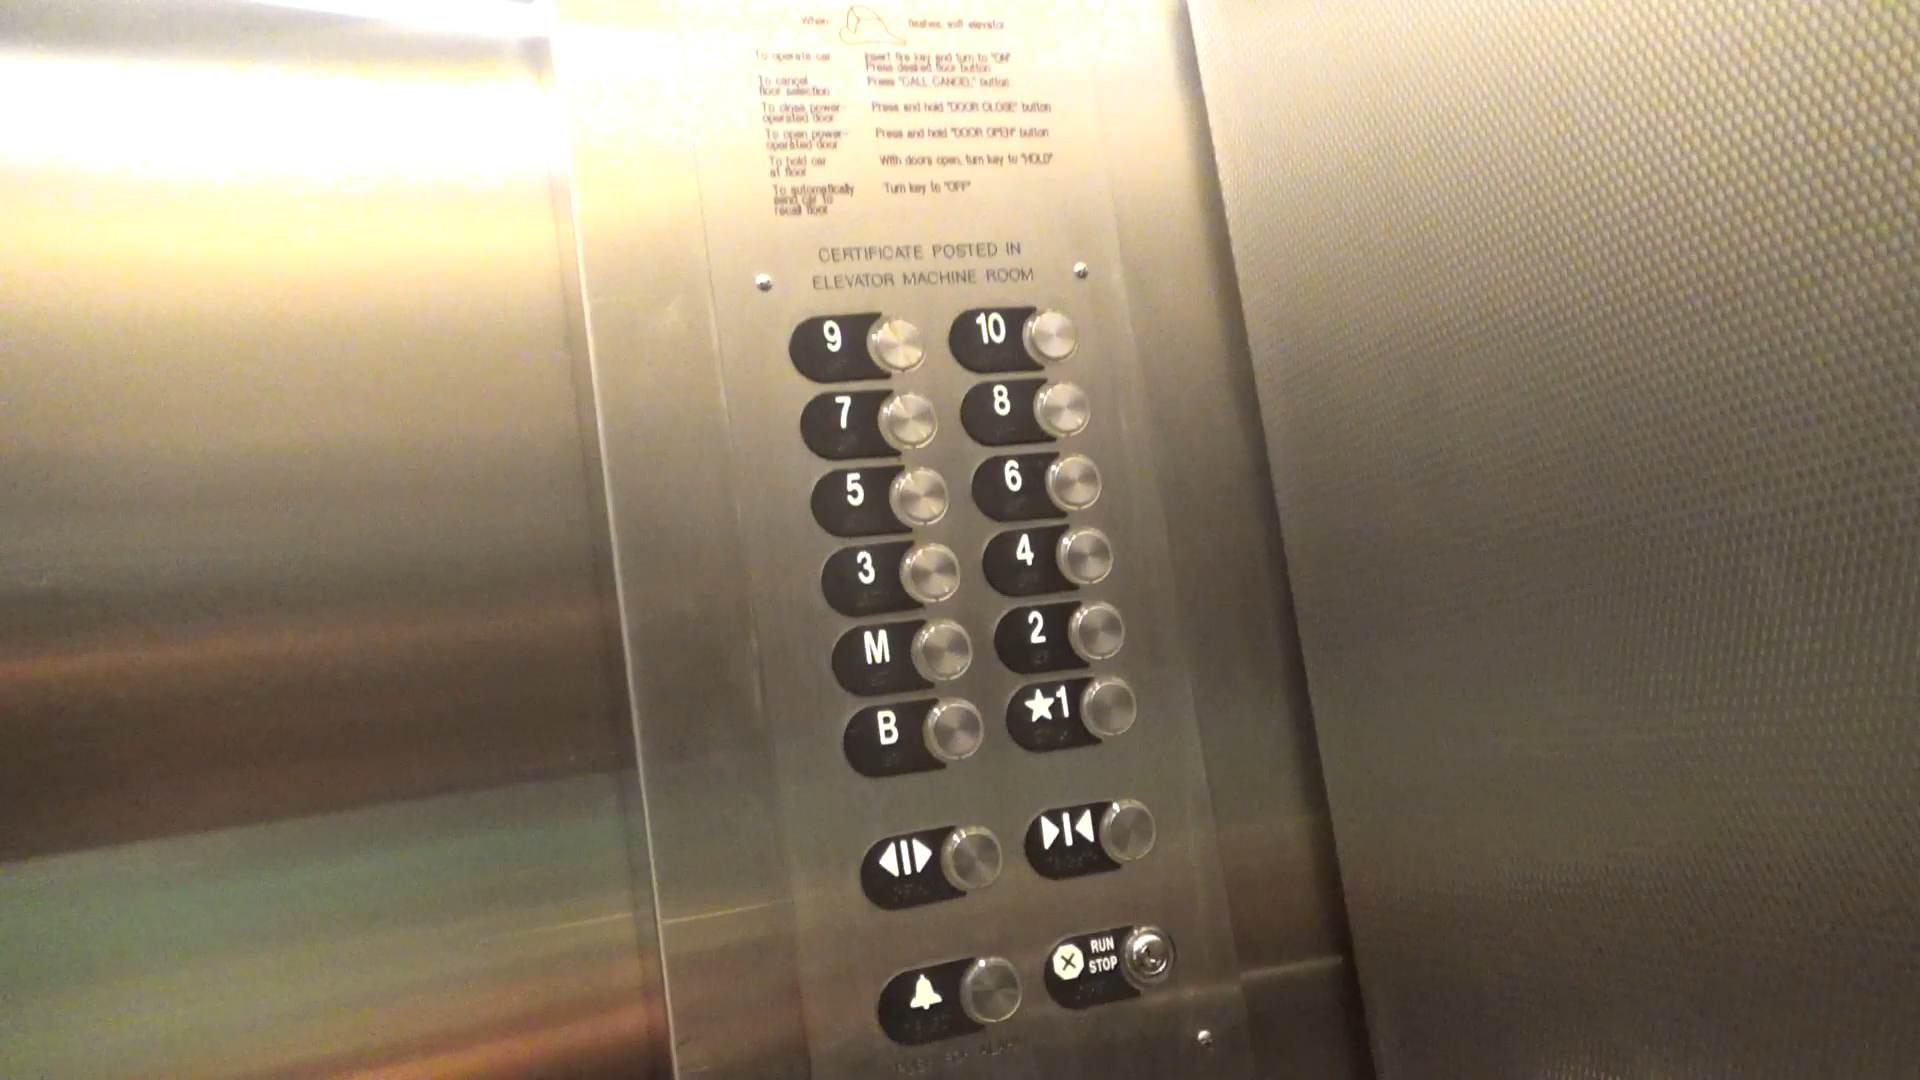 When flashes, exit elevator
To operate car Insert fire key and turn to "ON"
Press desired floor button
To cancel Press "CALL CANCEL" button
floor selection
To close power- Press and hold "DOOR CLOSE" button
operated door
To open power- Press and hold "DOOR OPEN" button
operated door
To hold car With doors open, turn key to "HOLD"
at floor
To automatically Turn key to "OFF"
send car to
recall floor
CERTIFICATE POSTED IN
ELEVATOR MACHINE ROOM
9 10
7 8
5 6
3 4
M 2
B ★1
RUN
STOP